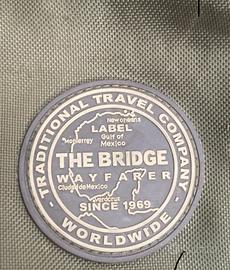 TRADITIONAL TRAVEL COMPANY
New orleans
LABEL
Gulf of
Mexico
Monterrey
THE BRIDGE
WAYFARER
Ciudad de Mexico
Veracruz
SINCE 1969
- WORLDWIDE -